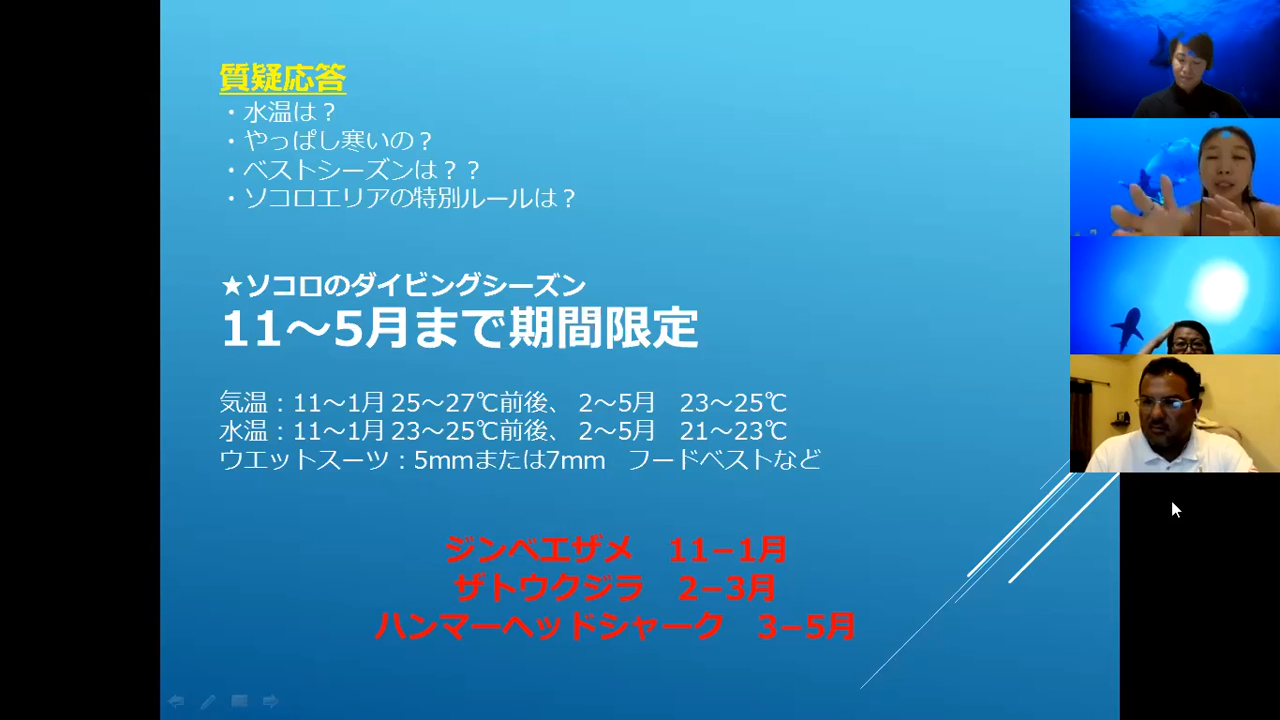 質疑応答
・水温は？
・やっぱし寒いの？
・ベストシーズンは？？
・ソコロエリアの特別ルールは？
★ソコロのダイビングシーズン
11～5月まで期間限定
気温：11～1月 25～27℃前後、 2～5月　23～25℃
水温：11～1月 23～25℃前後、 2～5月　21～23℃
ウエットスーツ：5mmまたは7mm　フードベストなど
ジンベエザメ　11−1月
ザトウクジラ　2−3月
ハンマーヘッドシャーク　3−5月